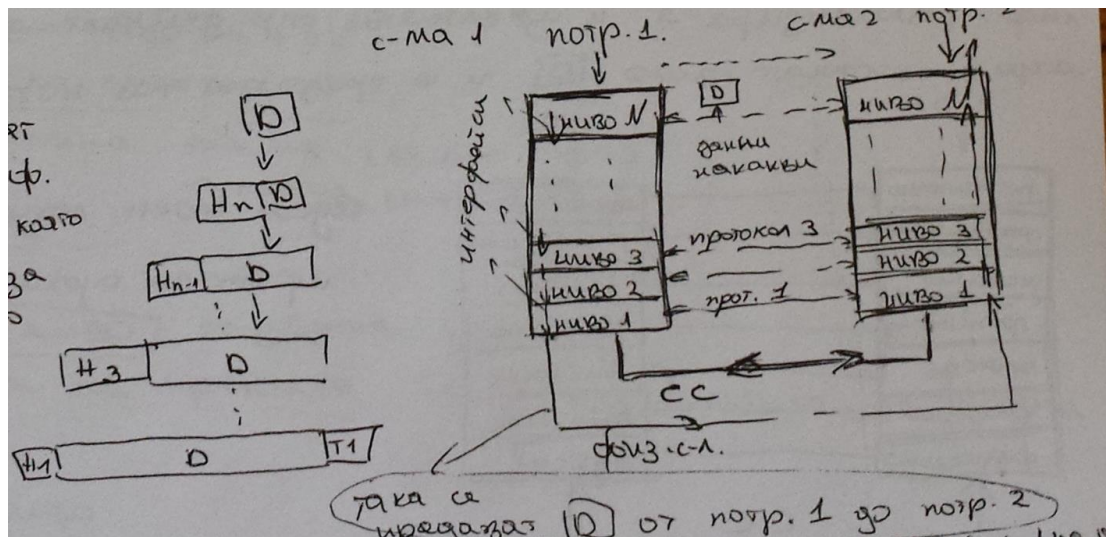 с-ма 1 потр. 1.
с-ма 2 потр. 2
интерфейси
D
Hn D
Hn-1 D
H3 D
H1 D T1
ниво N
ниво 3
ниво 2
ниво 1
D
данни
някакви
протокол 3
прот. 1
ниво N
ниво 3
ниво 2
ниво 1
СС
физ. с-л.
която
така се
предават D от потр. 1 до потр. 2